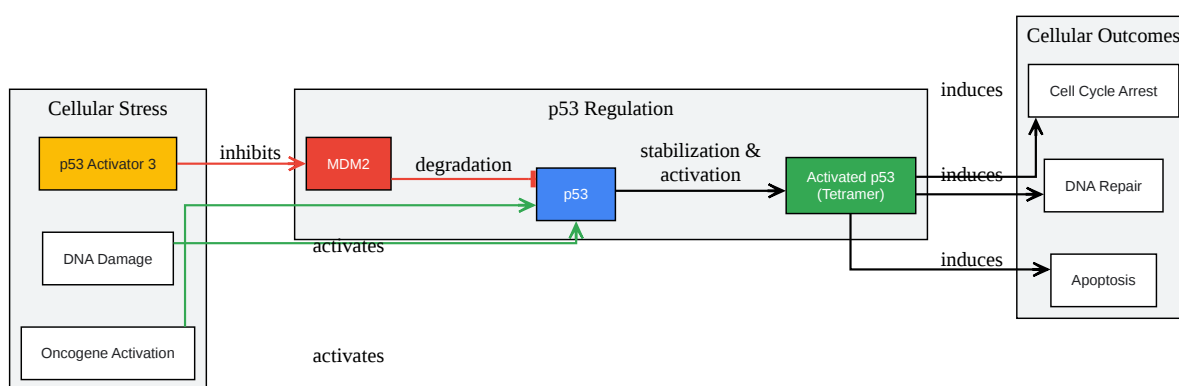 Cellular Stress
p53 Activator 3
DNA Damage
Oncogene Activation
inhibits
activates
activates
p53 Regulation
MDM2
degradation
p53
stabilization &
activation
Activated p53
(Tetramer)
induces
induces
induces
Cellular Outcomes
Cell Cycle Arrest
DNA Repair
Apoptosis